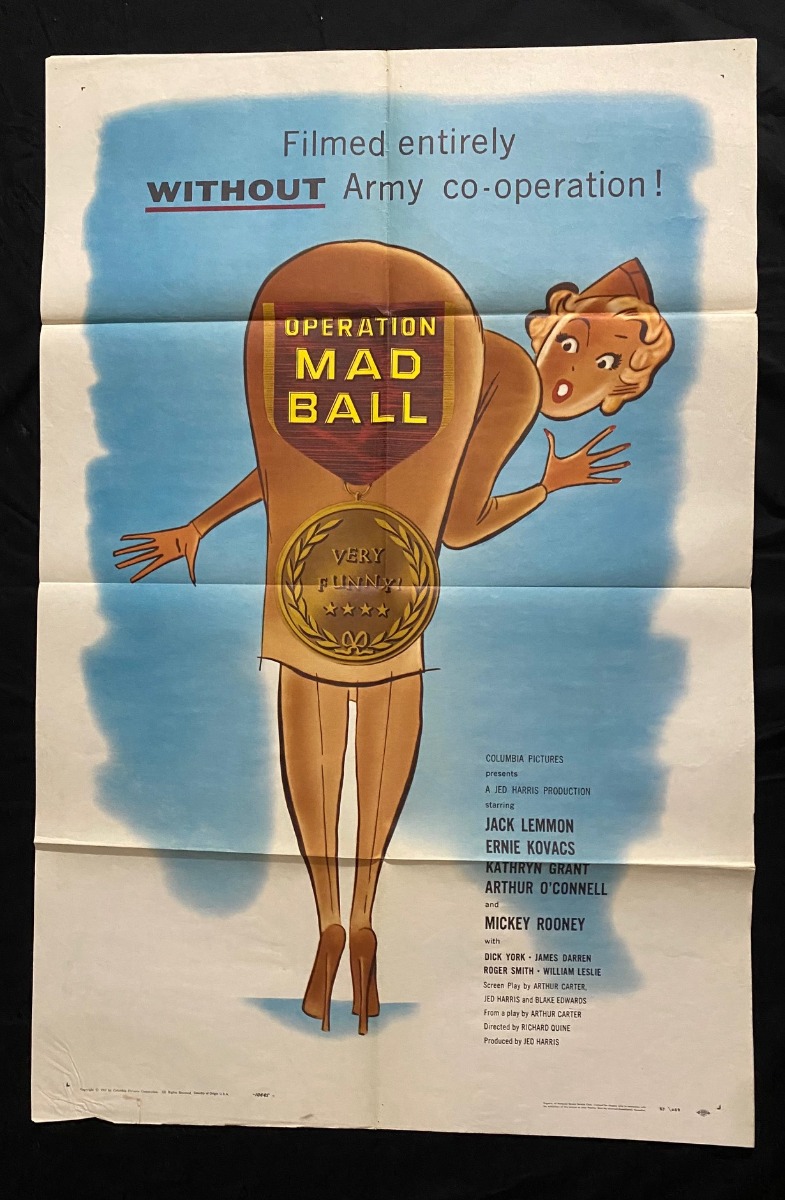 Filmed entirely
WITHOUT Army co-operation!
OPERATION
MAD
BALL
VERY
FUNNY!
COLUMBIA PICTURES
presents
A JED HARRIS PRODUCTION
starring
JACK LEMMON
ERNIE KOVACS
KATHRYN GRANT
ARTHUR O'CONNELL
and
MICKEY ROONEY
with
DICK YORK • JAMES DARREN
ROGER SMITH • WILLIAM LESLIE
Screen Play by ARTHUR CARTER,
JED HARRIS and BLAKE EDWARDS
From a play by ARTHUR CARTER
Directed by RICHARD QUINE
Produced by JED HARRIS